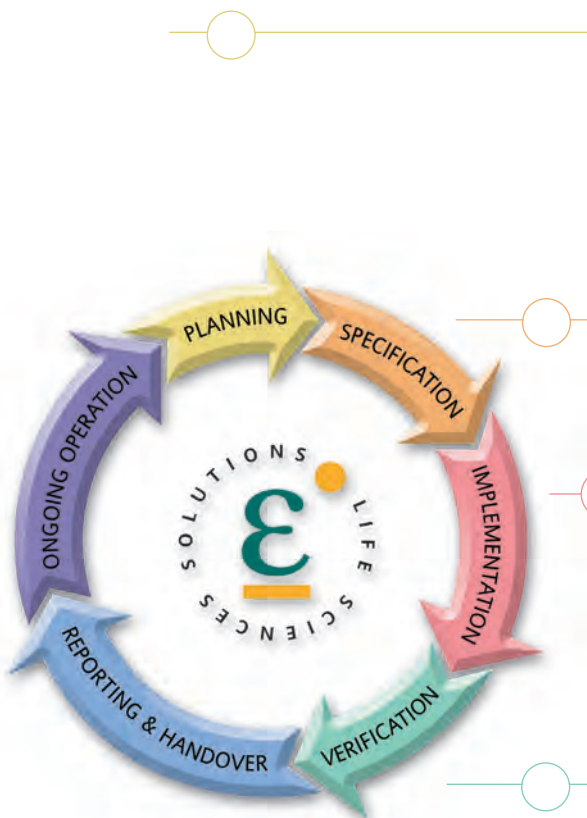 PLANNING
SPECIFICATION
IMPLEMENTATION
VERIFICATION
REPORTING & HANDOVER
ONGOING OPERATION
LIFE SCIENCES SOLUTIONS
ε